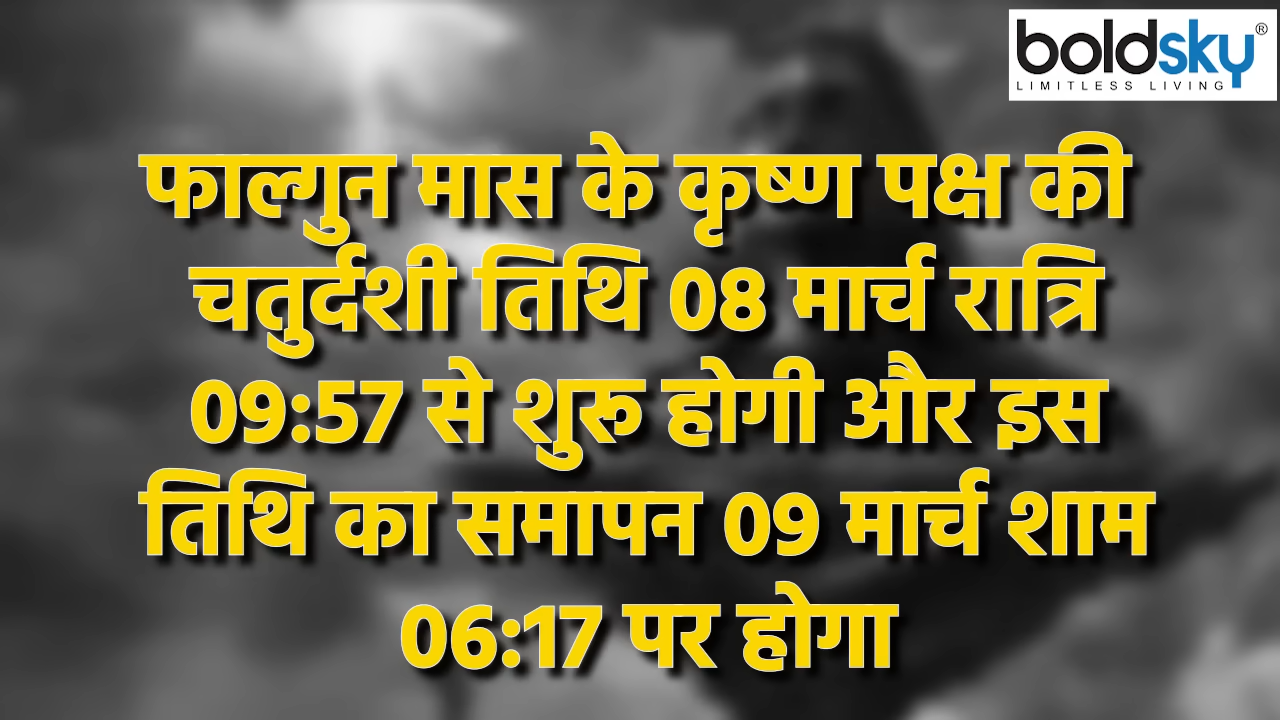 boldsky®
LIMITLESS LIVING
फाल्गुन मास के कृष्ण पक्ष की
चतुर्दशी तिथि 08 मार्च रात्रि
09:57 से शुरू होगी और इस
तिथि का समापन 09 मार्च शाम
06:17 पर होगा